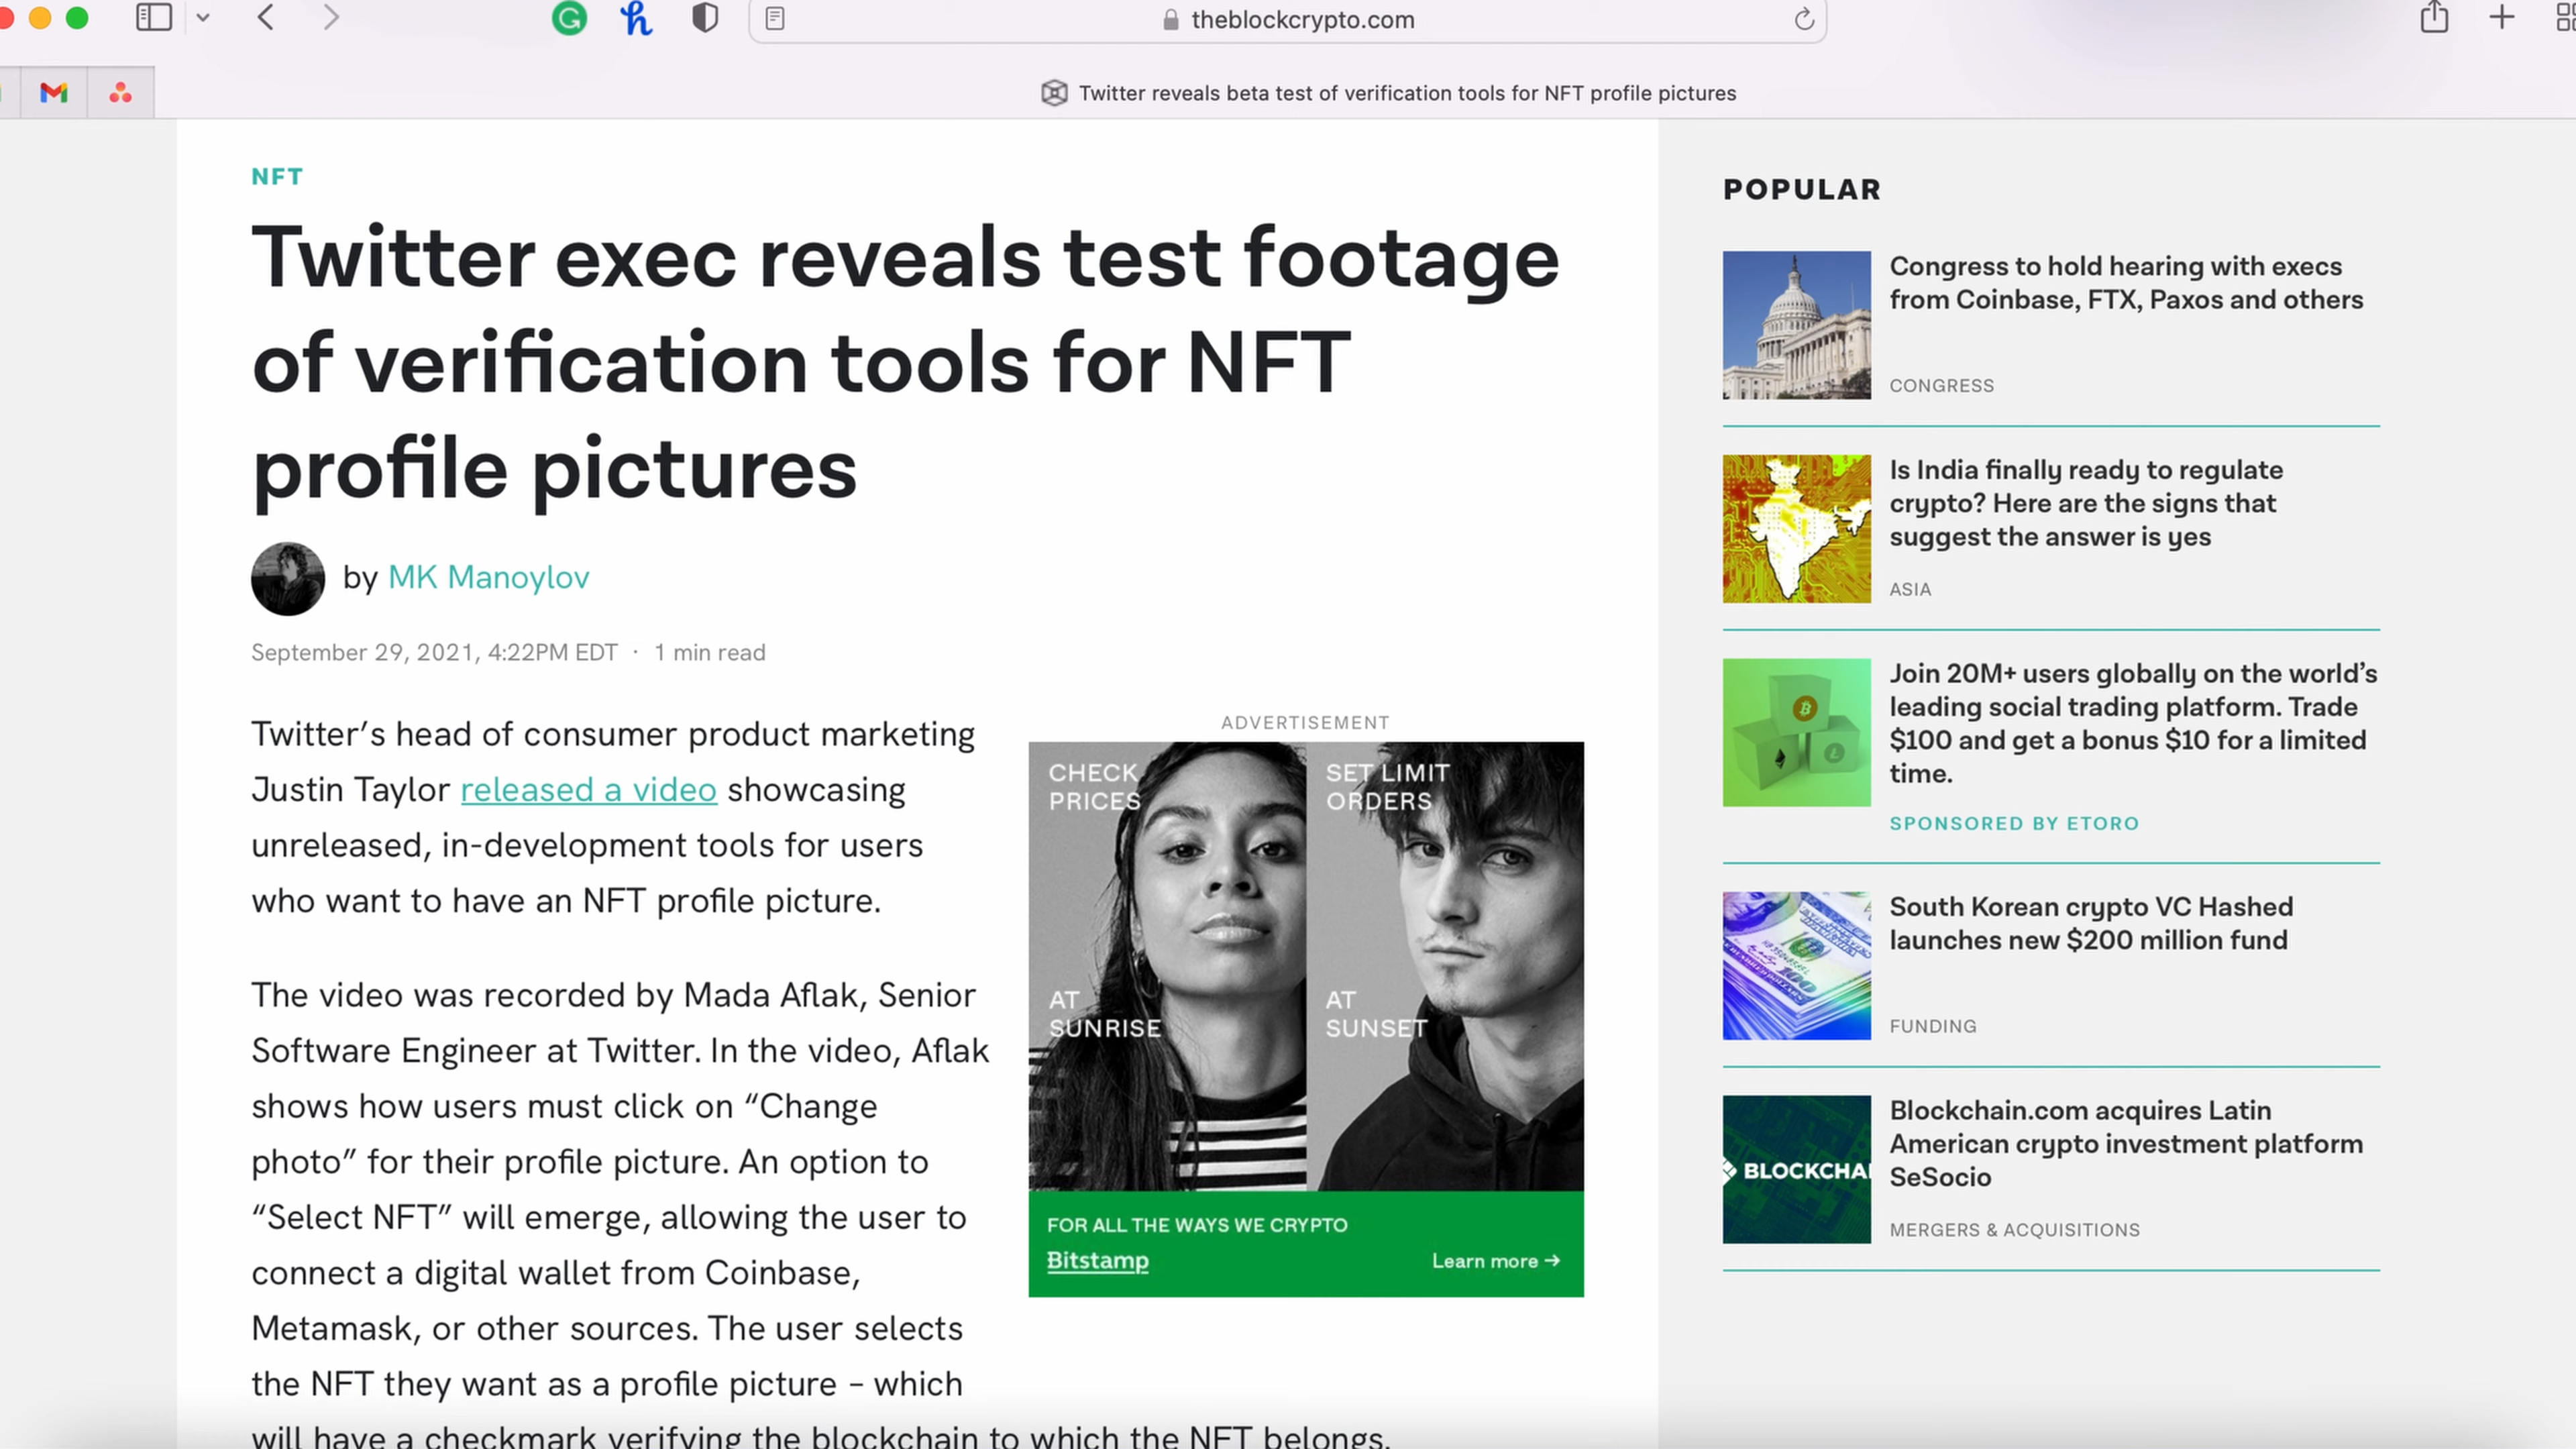 theblockcrypto.com
Twitter reveals beta test of verification tools for NFT profile pictures
NFT
Twitter exec reveals test footage
of verification tools for NFT
profile pictures
by MK Manoylov
September 29, 2021, 4:22PM EDT · 1 min read
Twitter’s head of consumer product marketing
Justin Taylor released a video showcasing
unreleased, in-development tools for users
who want to have an NFT profile picture.
The video was recorded by Mada Aflak, Senior
Software Engineer at Twitter. In the video, Aflak
shows how users must click on “Change
photo” for their profile picture. An option to
“Select NFT” will emerge, allowing the user to
connect a digital wallet from Coinbase,
Metamask, or other sources. The user selects
the NFT they want as a profile picture – which
will have a checkmark verifying the blockchain to which the NFT belongs.
ADVERTISEMENT
CHECK
PRICES
AT
SUNRISE
SET LIMIT
ORDERS
AT
SUNSET
FOR ALL THE WAYS WE CRYPTO
Bitstamp
Learn more →
POPULAR
Congress to hold hearing with execs
from Coinbase, FTX, Paxos and others
CONGRESS
Is India finally ready to regulate
crypto? Here are the signs that
suggest the answer is yes
ASIA
Join 20M+ users globally on the world’s
leading social trading platform. Trade
$100 and get a bonus $10 for a limited
time.
SPONSORED BY ETORO
South Korean crypto VC Hashed
launches new $200 million fund
FUNDING
BLOCKCHAI
Blockchain.com acquires Latin
American crypto investment platform
SeSocio
MERGERS & ACQUISITIONS